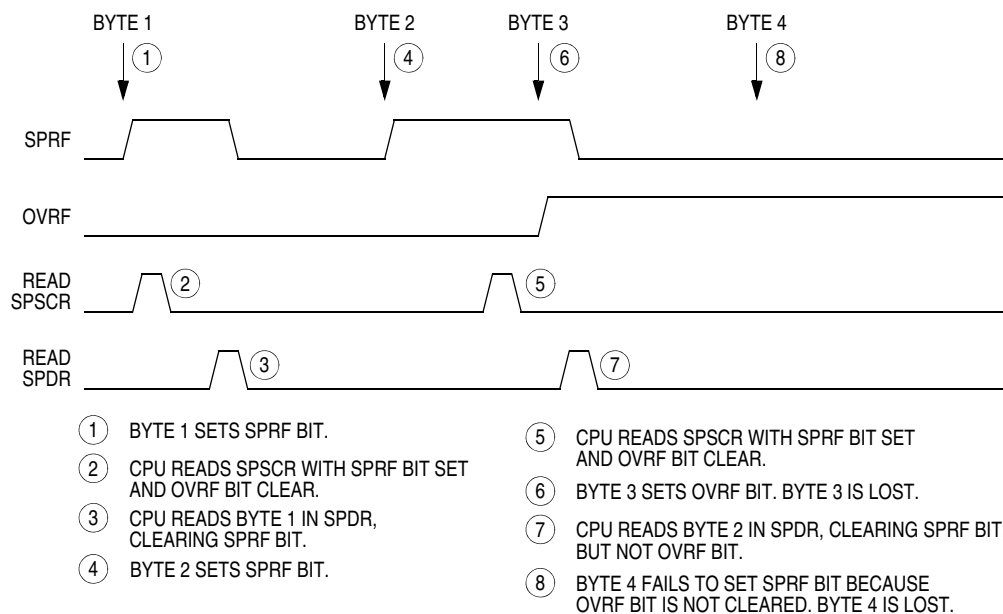 BYTE 1
BYTE 2
BYTE 3
BYTE 4
1
4
6
8
SPRF
OVRF
READ
SPSCR
2
5
READ
SPDR
3
7
1 BYTE 1 SETS SPRF BIT.
2 CPU READS SPSCR WITH SPRF BIT SET
AND OVRF BIT CLEAR.
3 CPU READS BYTE 1 IN SPDR,
CLEARING SPRF BIT.
4 BYTE 2 SETS SPRF BIT.
5 CPU READS SPSCR WITH SPRF BIT SET
AND OVRF BIT CLEAR.
6 BYTE 3 SETS OVRF BIT. BYTE 3 IS LOST.
7 CPU READS BYTE 2 IN SPDR, CLEARING SPRF BIT
BUT NOT OVRF BIT.
8 BYTE 4 FAILS TO SET SPRF BIT BECAUSE
OVRF BIT IS NOT CLEARED. BYTE 4 IS LOST.